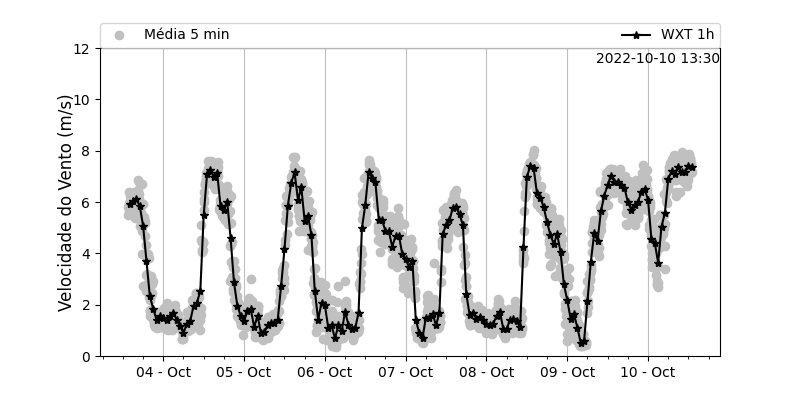 Média 5 min
WXT 1h
2022-10-10 13:30
Velocidade do Vento (m/s)
12
10
8
6
4
2
0
04 - Oct 05 - Oct 06 - Oct 07 - Oct 08 - Oct 09 - Oct 10 - Oct